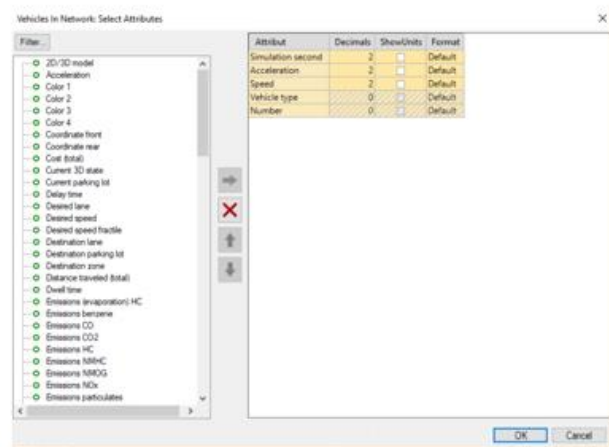 Vehicles In Network: Select Attributes
Filter...
2D/3D model
Acceleration
Color 1
Color 2
Color 3
Color 4
Coordinate front
Coordinate rear
Cost (total)
Current 3D state
Current parking lot
Delay time
Desired lane
Desired speed
Desired speed fractile
Destination lane
Destination parking lot
Destination zone
Distance traveled (total)
Dwell time
Emissions (evaporation) HC
Emissions benzene
Emissions CO
Emissions CO2
Emissions HC
Emissions NMHC
Emissions NMOG
Emissions NOx
Emissions particulates
Attribut Decimals ShowUnits Format
Simulation second 2 Default
Acceleration 2 Default
Speed 2 Default
Vehicle type 0 Default
Number 0 Default
OK Cancel